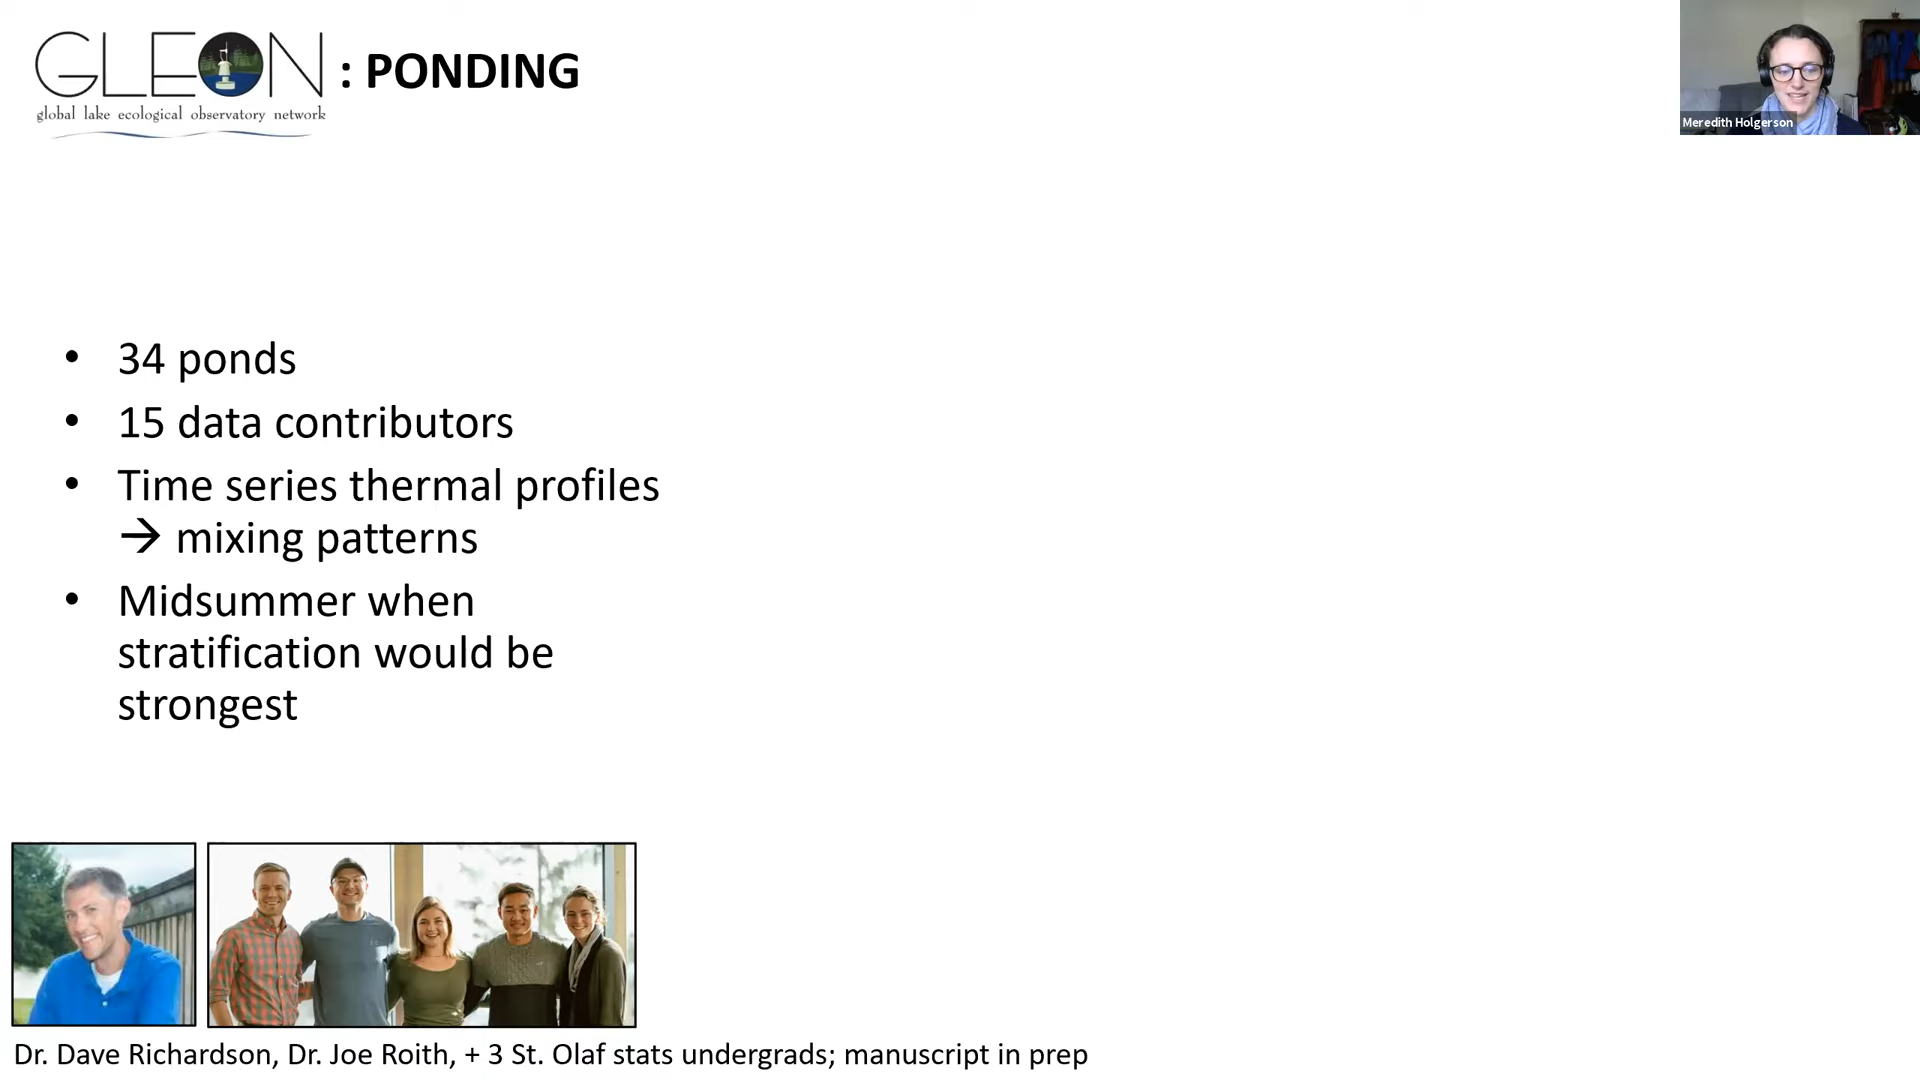 GLEON : PONDING
global lake ecological observatory network
Meredith Holgerson
• 34 ponds
• 15 data contributors
• Time series thermal profiles
→ mixing patterns
• Midsummer when
stratification would be
strongest
Dr. Dave Richardson, Dr. Joe Roith, + 3 St. Olaf stats undergrads; manuscript in prep